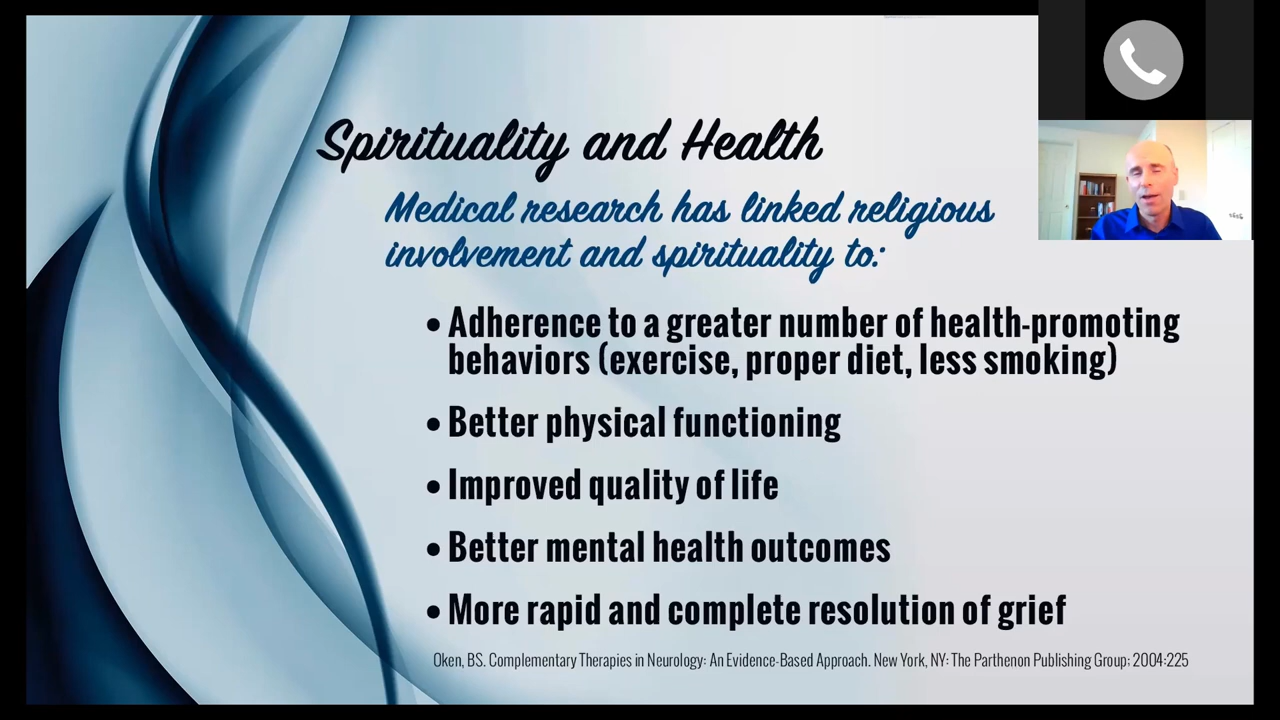 Spirituality and Health
Medical research has linked religious
involvement and spirituality to:
• Adherence to a greater number of health-promoting
behaviors (exercise, proper diet, less smoking)
• Better physical functioning
• Improved quality of life
• Better mental health outcomes
• More rapid and complete resolution of grief
Oken, BS. Complementary Therapies in Neurology: An Evidence-Based Approach. New York, NY: The Parthenon Publishing Group; 2004:225